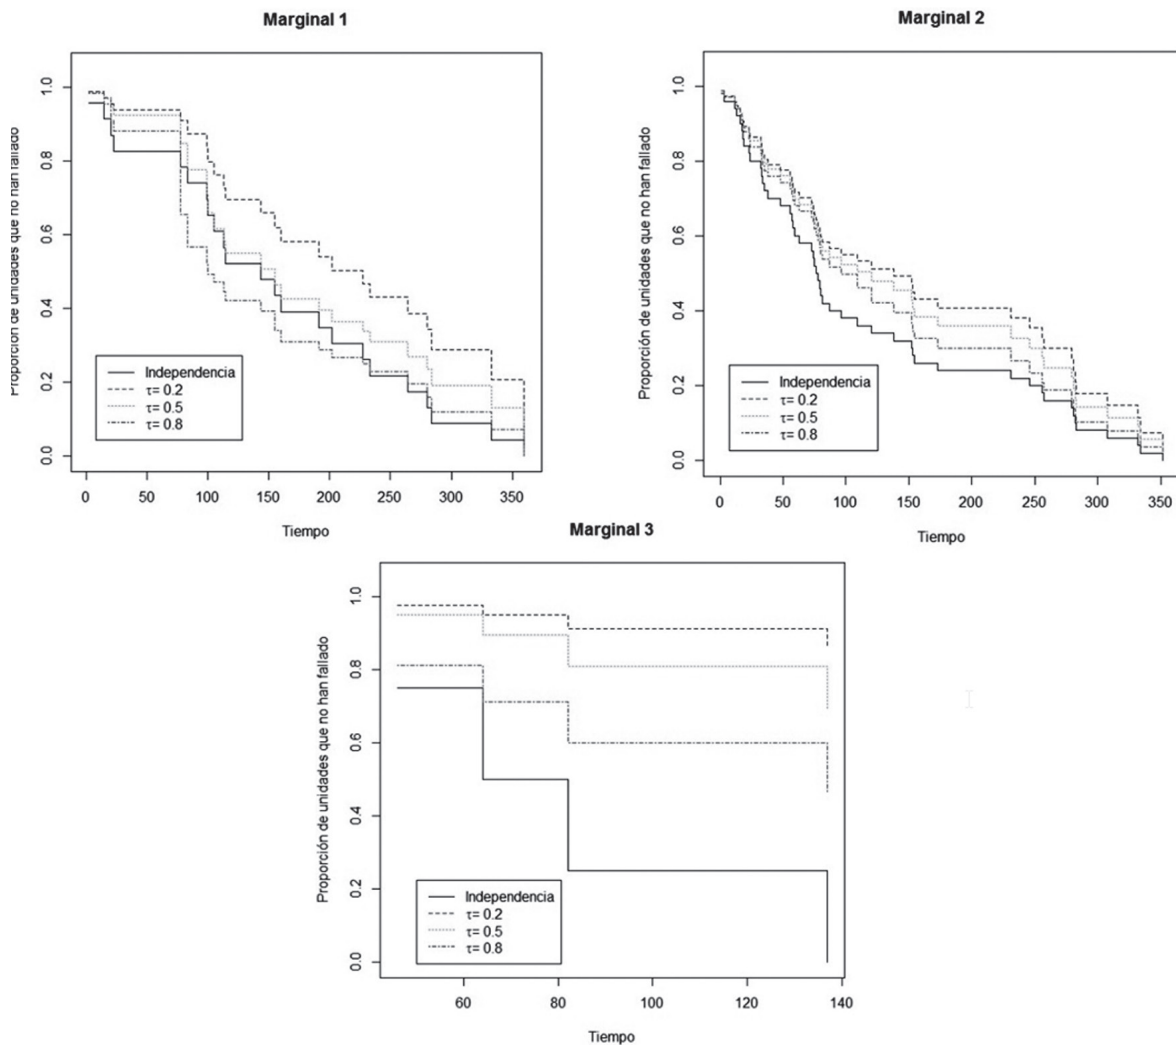 Marginal 1
Proporción de unidades que no han fallado
1.0
0.8
0.6
0.4
0.2
0.0
Independencia
τ= 0.2
τ= 0.5
τ= 0.8
0 50 100 150 200 250 300 350
Tiempo
Marginal 2
Proporción de unidades que no han fallado
1.0
0.8
0.6
0.4
0.2
0.0
Independencia
τ= 0.2
τ= 0.5
τ= 0.8
0 50 100 150 200 250 300 350
Tiempo
Marginal 3
Proporción de unidades que no han fallado
1.0
0.8
0.6
0.4
0.2
0.0
Independencia
τ= 0.2
τ= 0.5
τ= 0.8
60 80 100 120 140
Tiempo